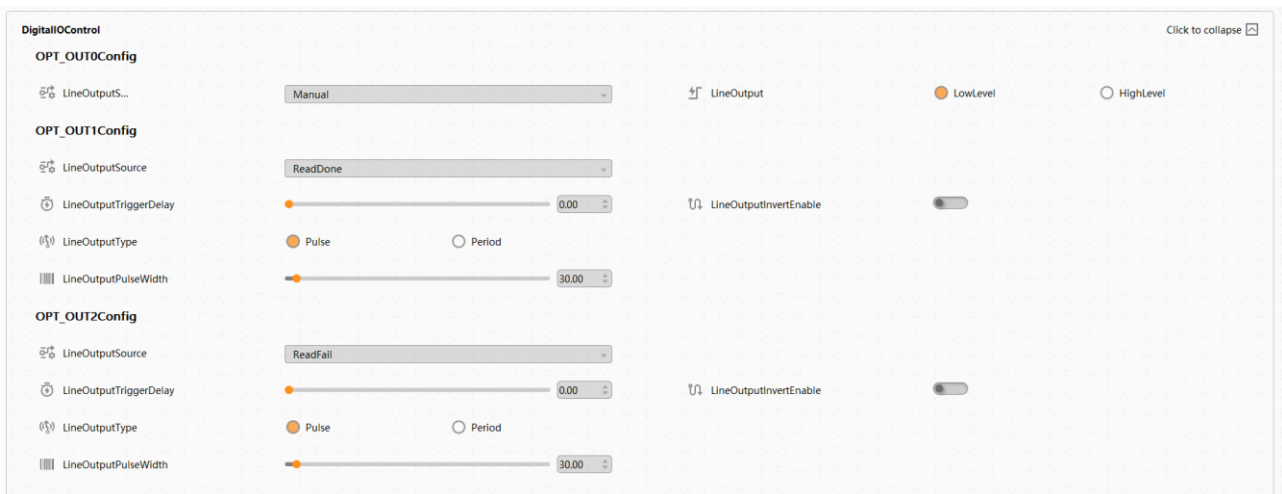 DigitalIOControl Click to collapse
OPT_OUT0Config
LineOutputS... Manual LineOutput LowLevel HighLevel
OPT_OUT1Config
LineOutputSource ReadDone
LineOutputTriggerDelay 0.00 LineOutputInvertEnable
LineOutputType Pulse Period
LineOutputPulseWidth 30.00
OPT_OUT2Config
LineOutputSource ReadFail
LineOutputTriggerDelay 0.00 LineOutputInvertEnable
LineOutputType Pulse Period
LineOutputPulseWidth 30.00